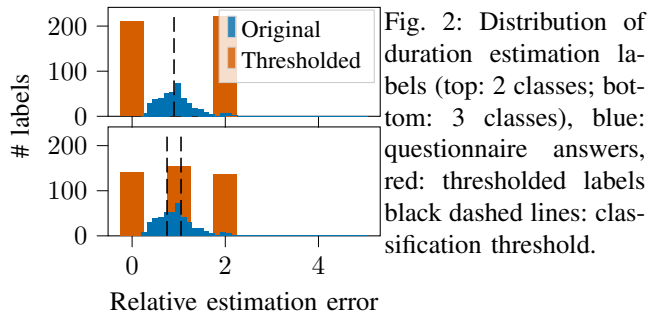 200
100
0
Original
Thresholded
200
100
0
# labels
0 2 4
Relative estimation error
Fig. 2: Distribution of
duration estimation la-
bels (top: 2 classes; bot-
tom: 3 classes), blue:
questionnaire answers,
red: thresholded labels
black dashed lines: clas-
sification threshold.